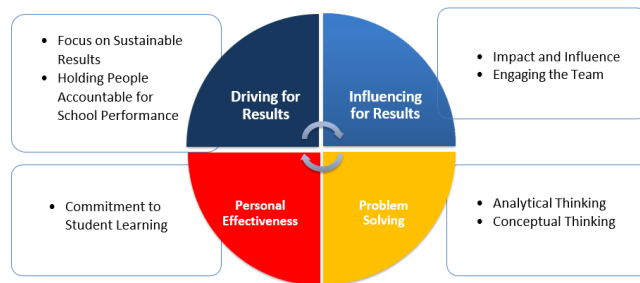 • Focus on Sustainable
Results
• Holding People
Accountable for
School Performance
Driving for
Results
Influencing
for Results
• Impact and Influence
• Engaging the Team
• Commitment to
Student Learning
Personal
Effectiveness
Problem
Solving
• Analytical Thinking
• Conceptual Thinking